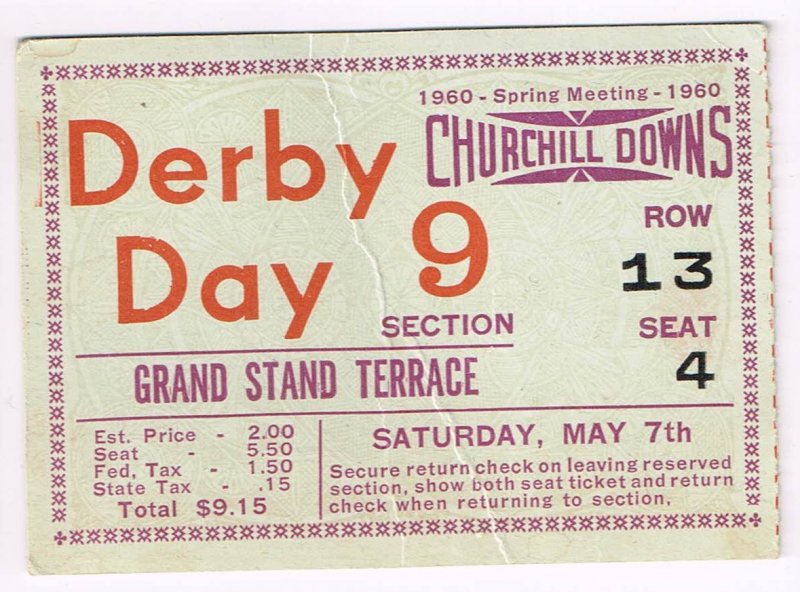 1960 - Spring Meeting - 1960
CHURCHILL DOWNS
Derby
Day
9
SECTION
ROW
13
SEAT
4
GRAND STAND TERRACE
Est. Price - 2.00
Seat - 5.50
Fed. Tax - 1.50
State Tax - .15
Total $9.15
SATURDAY, MAY 7th
Secure return check on leaving reserved
section, show both seat ticket and return
check when returning to section.